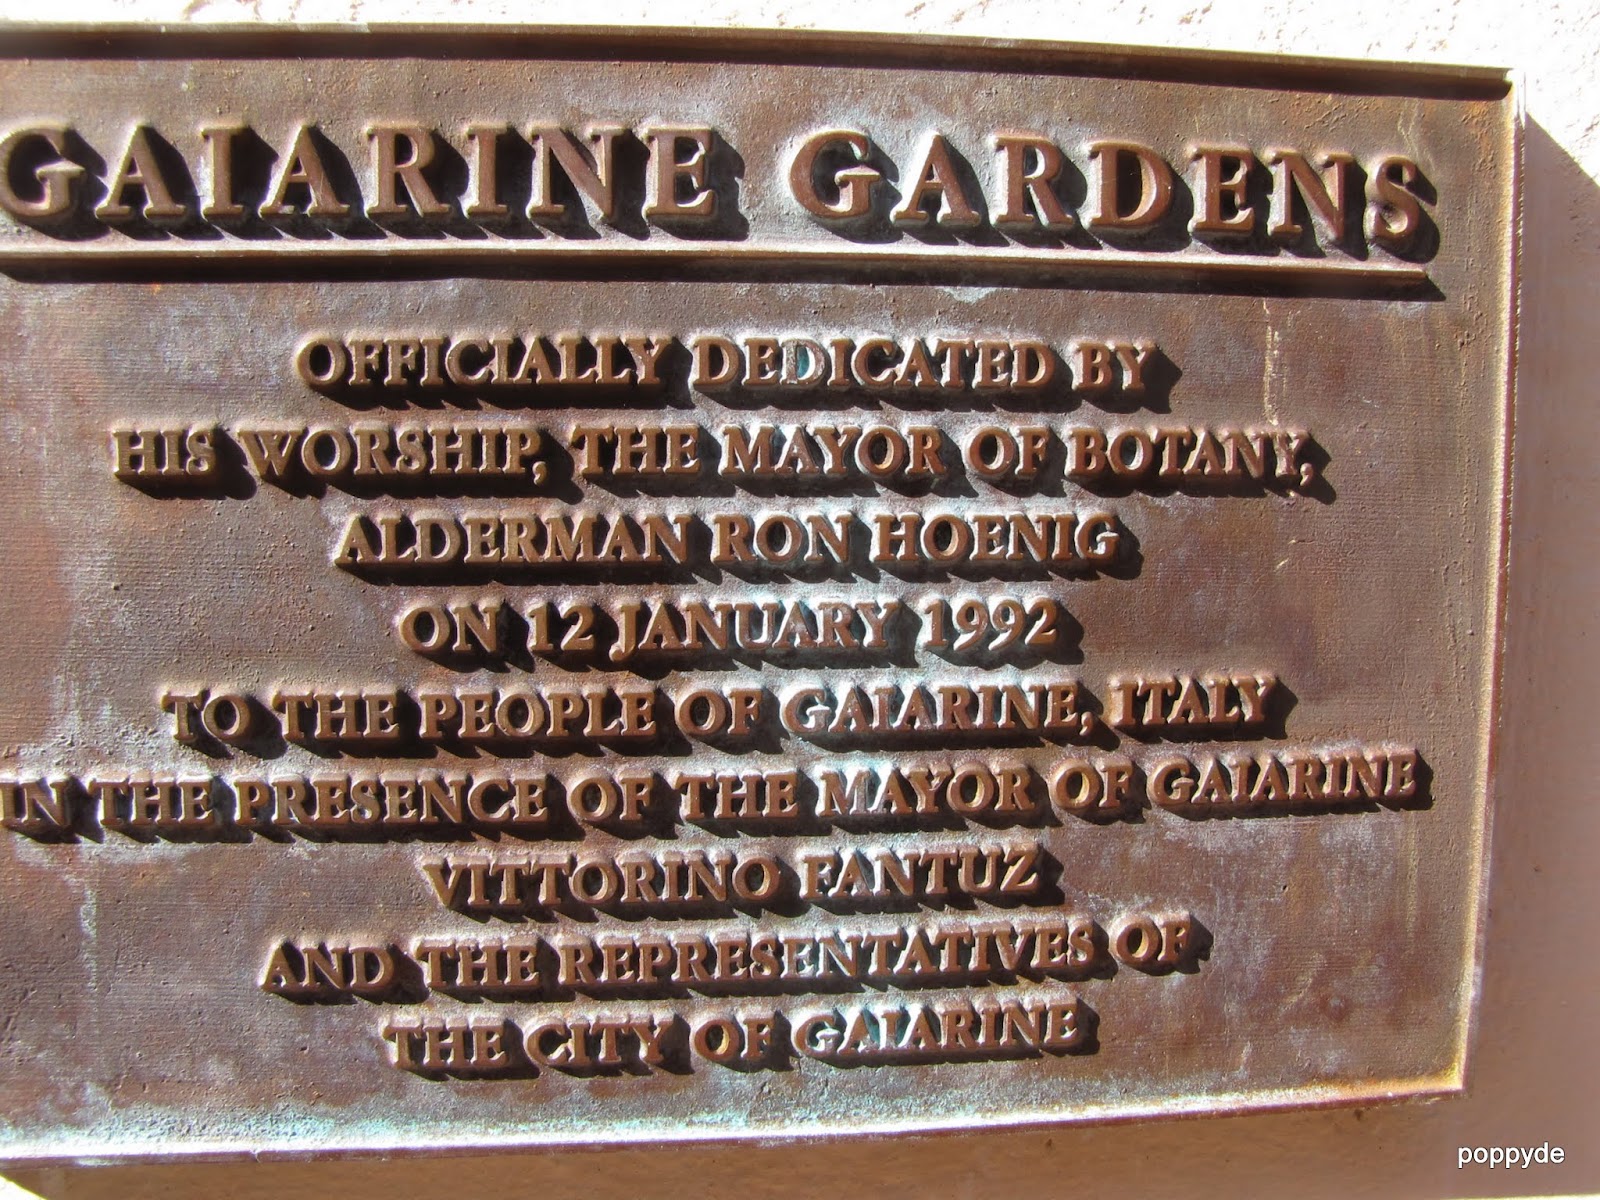 GAIARINE GARDENS
OFFICIALLY DEDICATED BY
HIS WORSHIP, THE MAYOR OF BOTANY,
ALDERMAN RON HOENIG
ON 12 JANUARY 1992
TO THE PEOPLE OF GAIARINE, ITALY
IN THE PRESENCE OF THE MAYOR OF GAIARINE
VITTORINO FANTUZ
AND THE REPRESENTATIVES OF
THE CITY OF GAIARINE
poppyde